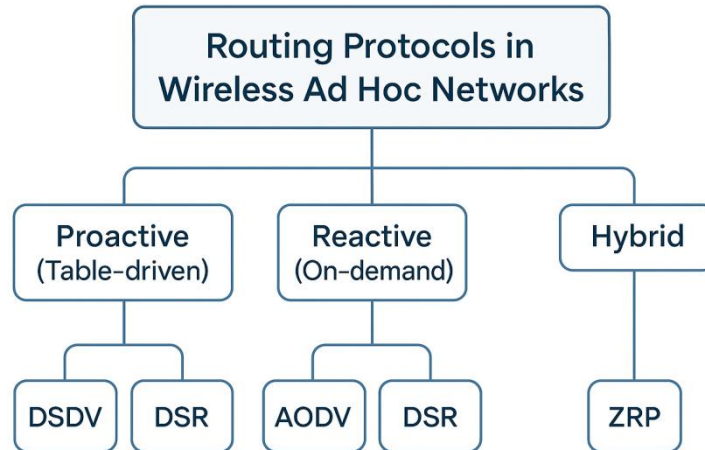 Routing Protocols in
Wireless Ad Hoc Networks
Proactive
(Table-driven)
Reactive
(On-demand)
Hybrid
DSDV
DSR
AODV
DSR
ZRP